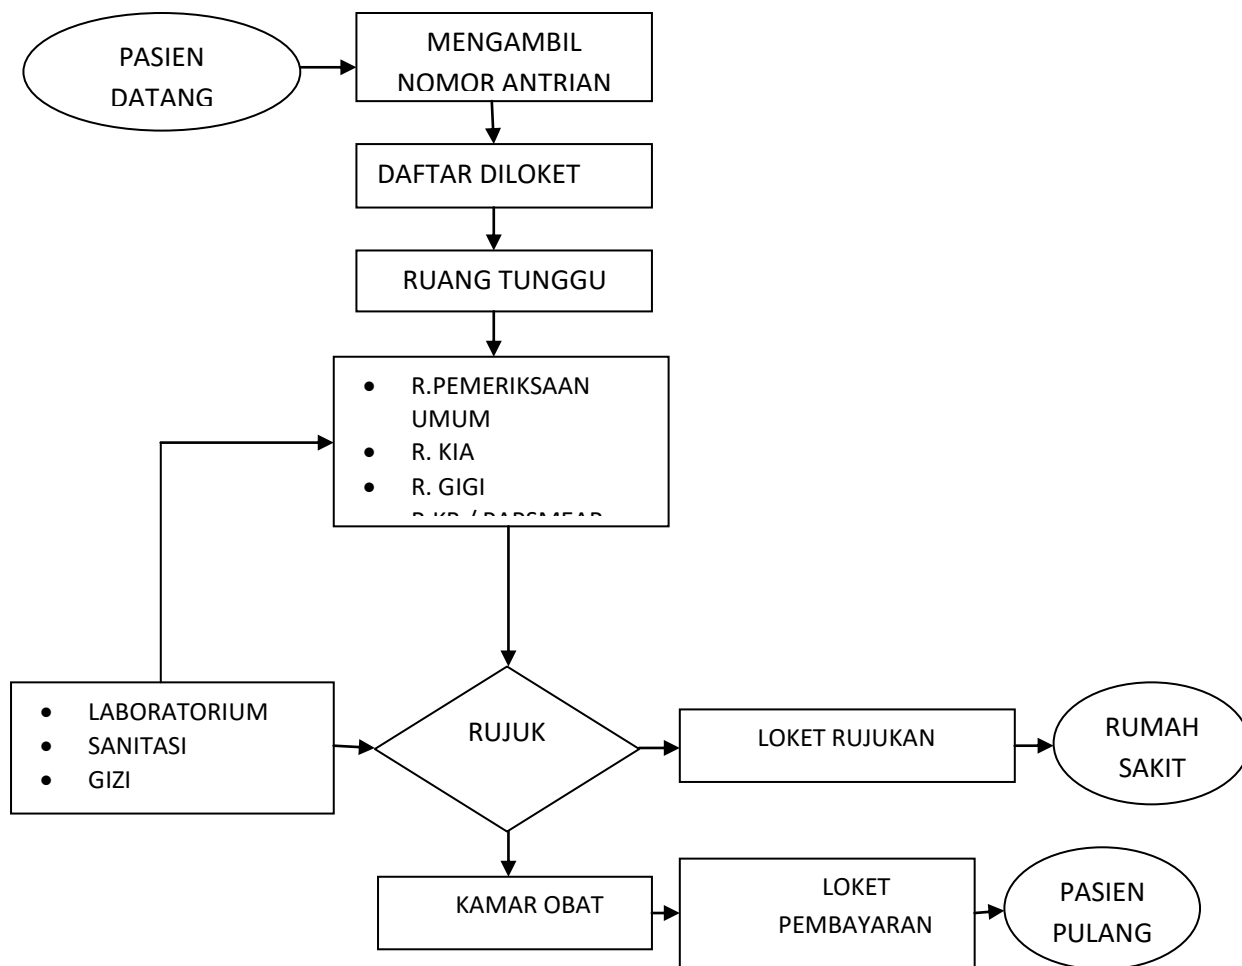 PASIEN
DATANG
MENGAMBIL
NOMOR ANTRIAN
DAFTAR DILOKET
RUANG TUNGGU
• R.PEMERIKSAAN
UMUM
• R. KIA
• R. GIGI
• LABORATORIUM
• SANITASI
• GIZI
RUJUK
LOKET RUJUKAN
RUMAH
SAKIT
KAMAR OBAT
LOKET
PEMBAYARAN
PASIEN
PULANG